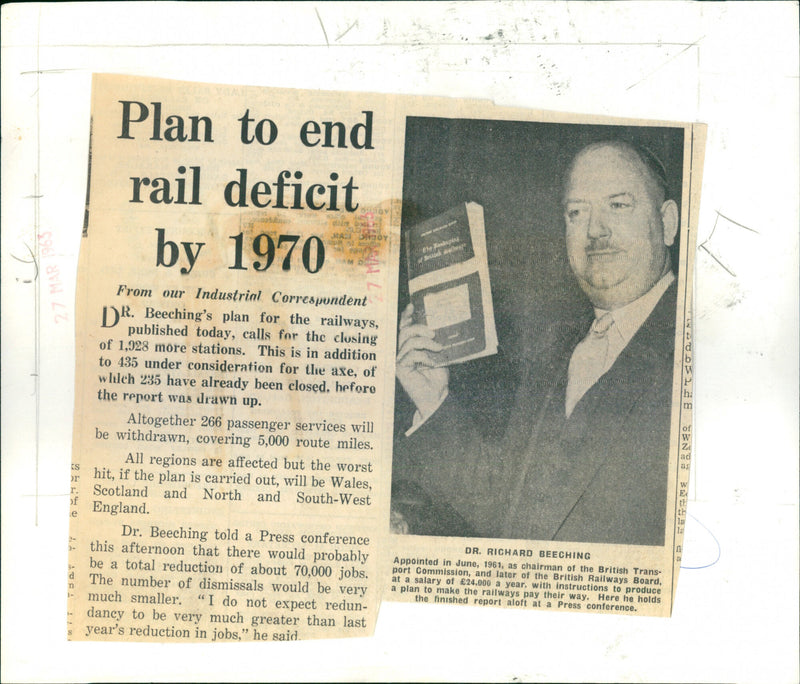 Plan to end
rail deficit
by 1970
From our Industrial Correspondent
DR. Beeching's plan for the railways,
published today, calls for the closing
of 1,928 more stations. This is in addition
to 435 under consideration for the axe, of
which 235 have already been closed, before
the report was drawn up.
Altogether 266 passenger services will
be withdrawn, covering 5,000 route miles.
All regions are affected but the worst
hit, if the plan is carried out, will be Wales,
Scotland and North and South-West
England.
Dr. Beeching told a Press conference
this afternoon that there would probably
be a total reduction of about 70,000 jobs.
The number of dismissals would be very
much smaller. "I do not expect redun-
dancy to be very much greater than last
year's reduction in jobs," he said.
27 MAR 1963
27 MAR 1963
The Reshaping
of British Railways
DR. RICHARD BEECHING
Appointed in June, 1961, as chairman of the British Trans-
port Commission, and later of the British Railways Board,
at a salary of £24,000 a year, with instructions to produce
a plan to make the railways pay their way. Here he holds
the finished report aloft at a Press conference.